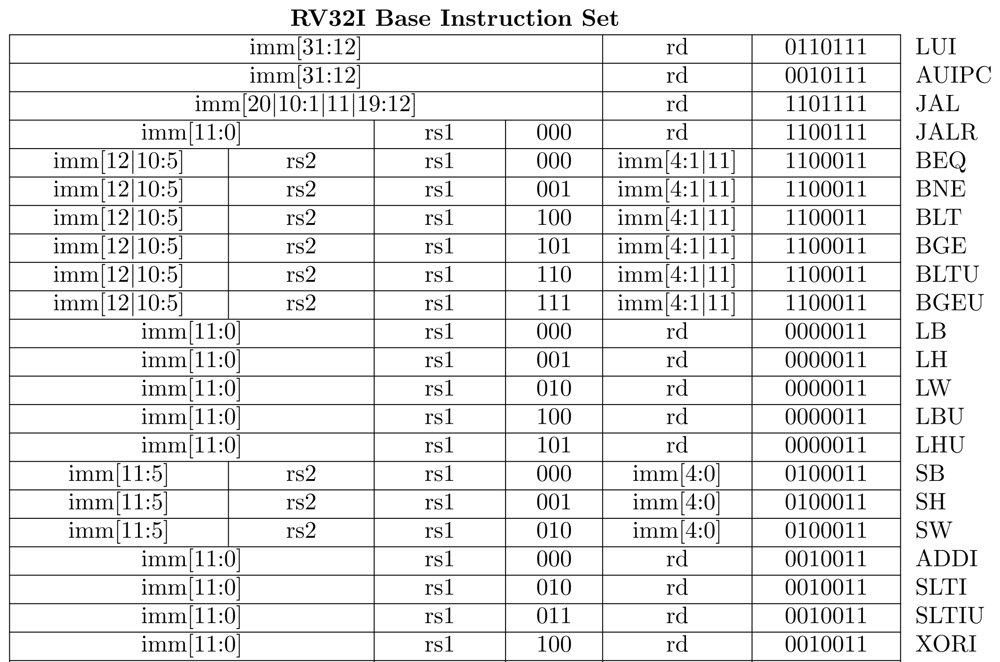 RV32I Base Instruction Set
imm[31:12] rd 0110111 LUI
imm[31:12] rd 0010111 AUIPC
imm[20|10:1|11|19:12] rd 1101111 JAL
imm[11:0] rs1 000 rd 1100111 JALR
imm[12|10:5] rs2 rs1 000 imm[4:1|11] 1100011 BEQ
imm[12|10:5] rs2 rs1 001 imm[4:1|11] 1100011 BNE
imm[12|10:5] rs2 rs1 100 imm[4:1|11] 1100011 BLT
imm[12|10:5] rs2 rs1 101 imm[4:1|11] 1100011 BGE
imm[12|10:5] rs2 rs1 110 imm[4:1|11] 1100011 BLTU
imm[12|10:5] rs2 rs1 111 imm[4:1|11] 1100011 BGEU
imm[11:0] rs1 000 rd 0000011 LB
imm[11:0] rs1 001 rd 0000011 LH
imm[11:0] rs1 010 rd 0000011 LW
imm[11:0] rs1 100 rd 0000011 LBU
imm[11:0] rs1 101 rd 0000011 LHU
imm[11:5] rs2 rs1 000 imm[4:0] 0100011 SB
imm[11:5] rs2 rs1 001 imm[4:0] 0100011 SH
imm[11:5] rs2 rs1 010 imm[4:0] 0100011 SW
imm[11:0] rs1 000 rd 0010011 ADDI
imm[11:0] rs1 010 rd 0010011 SLTI
imm[11:0] rs1 011 rd 0010011 SLTIU
imm[11:0] rs1 100 rd 0010011 XORI